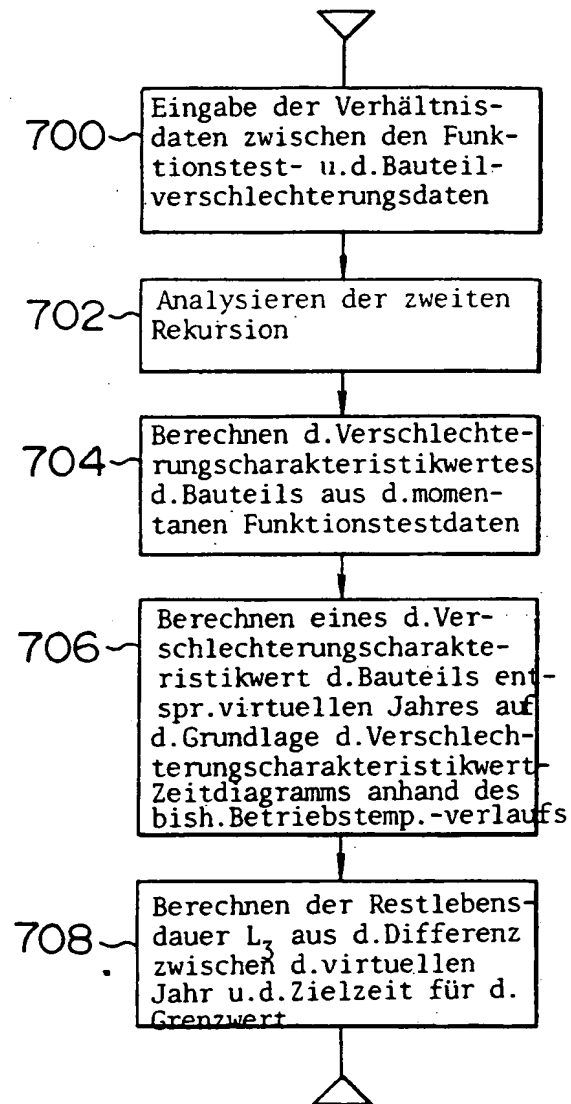 700
Eingabe der Verhältnis-
daten zwischen den Funk-
tionstest- u.d.Bauteil-
verschlechterungsdaten
702
Analysieren der zweiten
Rekursion
704
Berechnen d.Verschlechte-
rungscharakteristikwertes
d.Bauteils aus d.momen-
tanen Funktionstestdaten
706
Berechnen eines d.Ver-
schlechterungscharakte-
ristikwert d.Bauteils ent-
spr.virtuellen Jahres auf
d.Grundlage d.Verschlech-
terungscharakteristikwert-
Zeitdiagramms anhand des
bish.Betriebstemp.-verlaufs
708
Berechnen der Restlebens-
dauer L₃ aus d.Differenz
zwischen d.virtuellen
Jahr u.d.Zielzeit für d.
Grenzwert